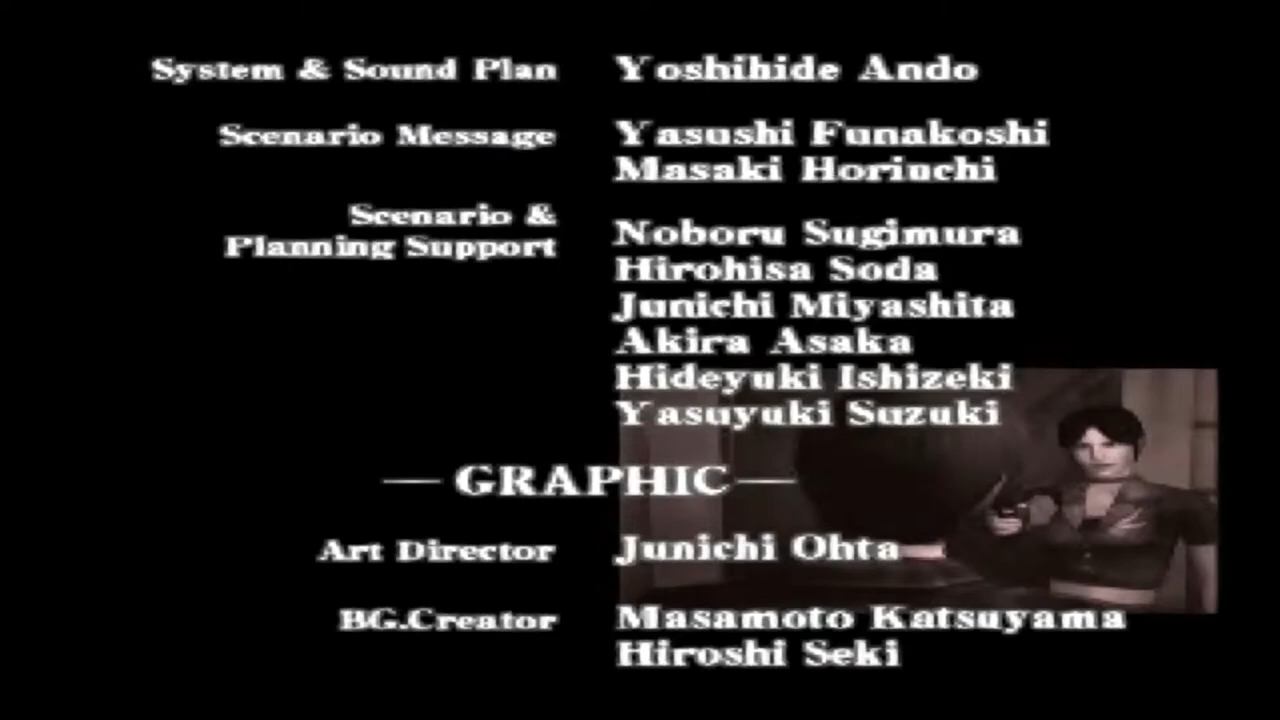 System & Sound Plan Yoshihide Ando
Scenario Message Yasushi Funakoshi
Masaki Horiuchi
Scenario &
Planning Support Noboru Sugimura
Hirohisa Soda
Junichi Miyashita
Akira Asaka
Hideyuki Ishizeki
Yasuyuki Suzuki
— GRAPHIC —
Art Director Junichi Ohta
BG.Creator Masamoto Katsuyama
Hiroshi Seki